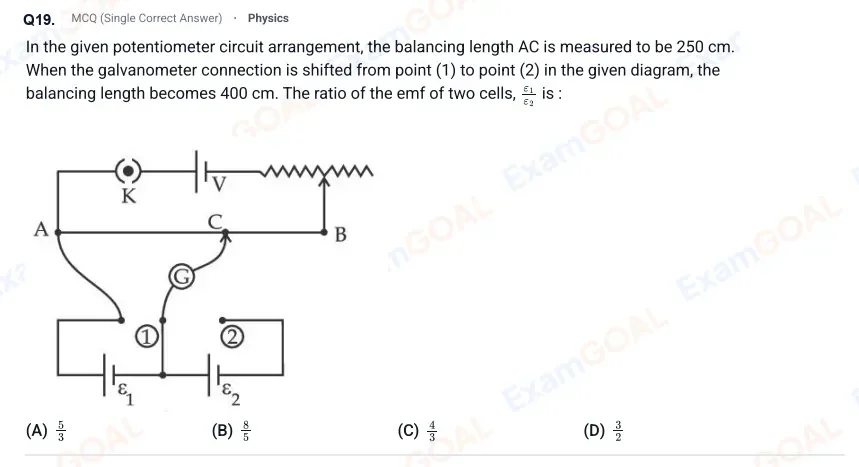 Q19. MCQ (Single Correct Answer) · Physics
In the given potentiometer circuit arrangement, the balancing length AC is measured to be 250 cm.
When the galvanometer connection is shifted from point (1) to point (2) in the given diagram, the
balancing length becomes 400 cm. The ratio of the emf of two cells, ε₁/ε₂ is :
K
V
A
C
B
G
①
②
ε₁
ε₂
(A) 5/3
(B) 8/5
(C) 4/3
(D) 3/2
ExamGOAL
ExamGOAL
ExamGOAL